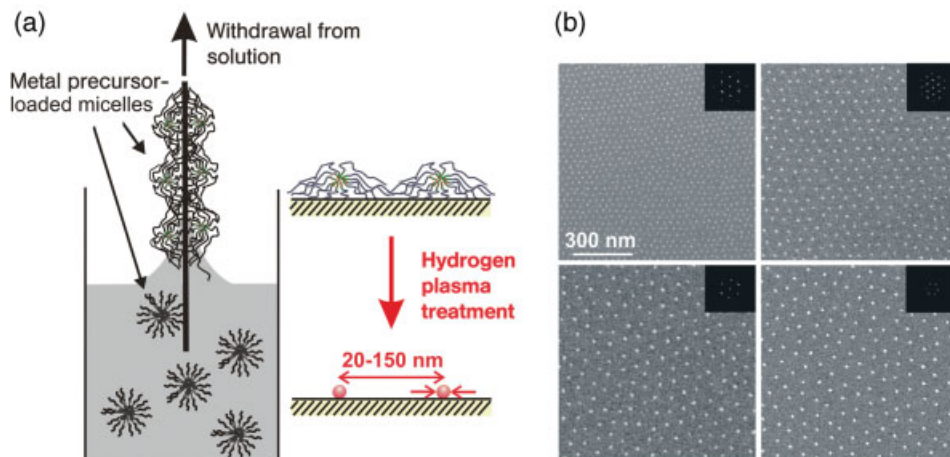 (a)
Withdrawal from
solution
Metal precursor-
loaded micelles
Hydrogen
plasma
treatment
20-150 nm
(b)
300 nm